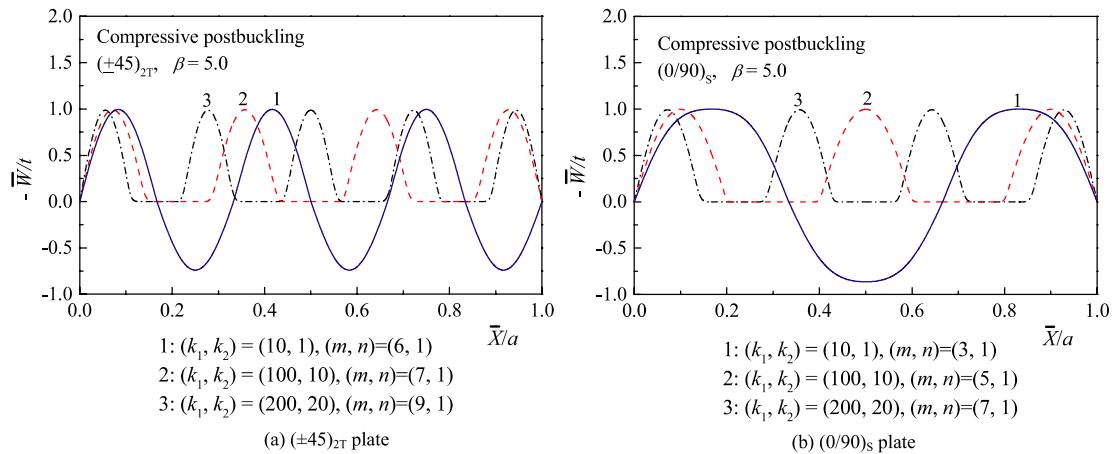 2.0
1.5
1.0
0.5
0.0
-0.5
-1.0
- W̅/t
Compressive postbuckling
(±45)2T, β = 5.0
3 2 1
0.0 0.2 0.4 0.6 0.8 1.0
X̅/a
1: (k1, k2) = (10, 1), (m, n)=(6, 1)
2: (k1, k2) = (100, 10), (m, n)=(7, 1)
3: (k1, k2) = (200, 20), (m, n)=(9, 1)
(a) (±45)2T plate
2.0
1.5
1.0
0.5
0.0
-0.5
-1.0
- W̅/t
Compressive postbuckling
(0/90)S, β = 5.0
3 2 1
0.0 0.2 0.4 0.6 0.8 1.0
X̅/a
1: (k1, k2) = (10, 1), (m, n)=(3, 1)
2: (k1, k2) = (100, 10), (m, n)=(5, 1)
3: (k1, k2) = (200, 20), (m, n)=(7, 1)
(b) (0/90)S plate